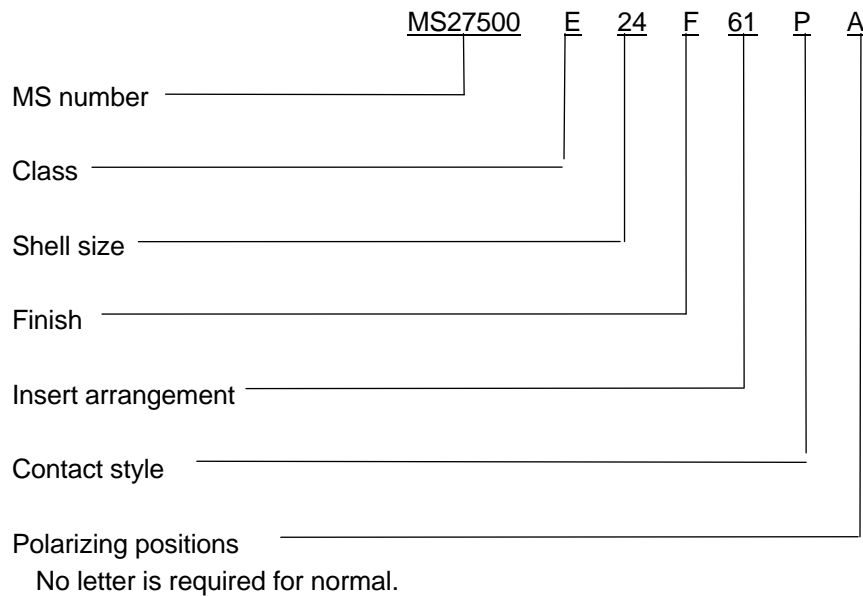 MS27500 E 24 F 61 P A
MS number
Class
Shell size
Finish
Insert arrangement
Contact style
Polarizing positions
No letter is required for normal.